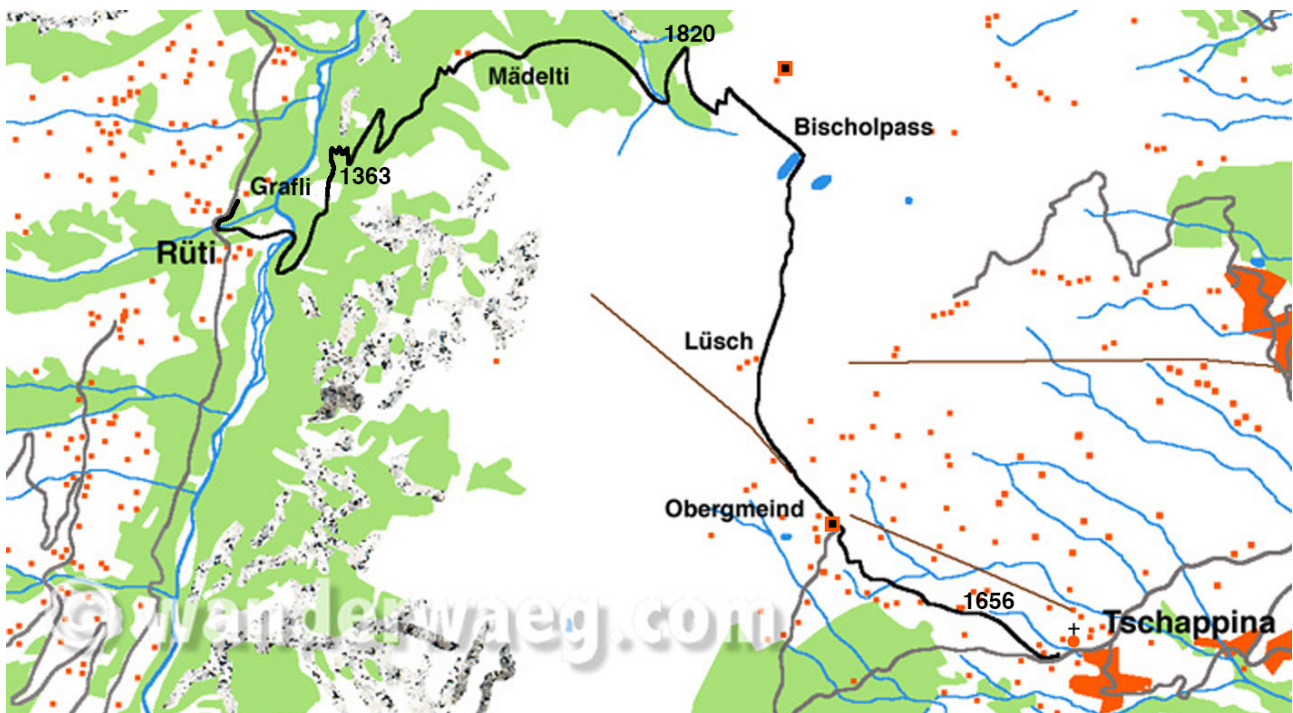 1820
Mädelti
Bischolpass
1363
Grafli
Rüti
Lüsch
Obergmeind
1656
Tschappina
© wanderwaeg.com